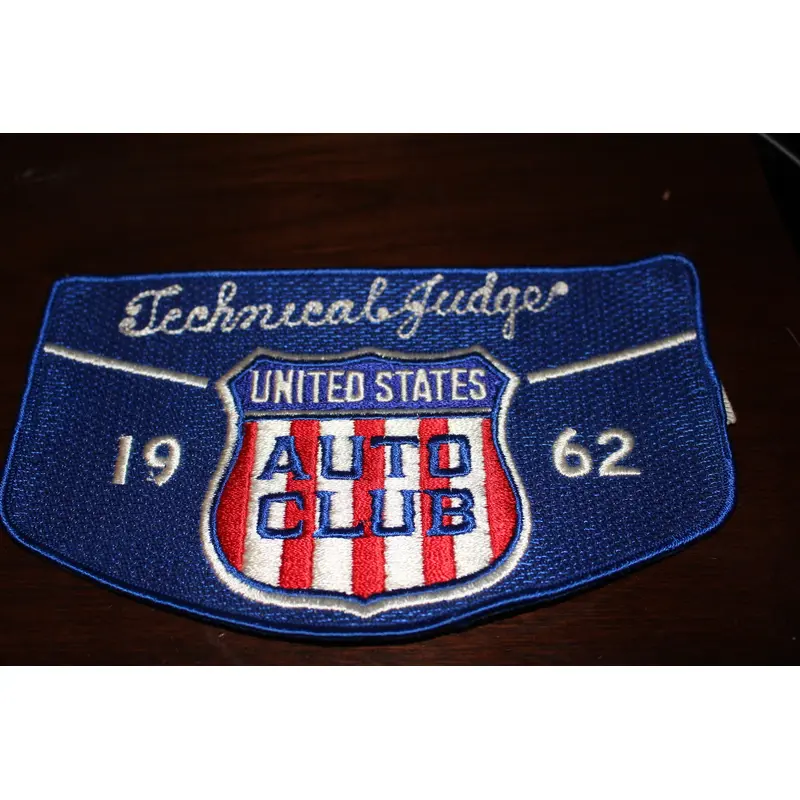 Technical Judge
UNITED STATES
AUTO
CLUB
19 62